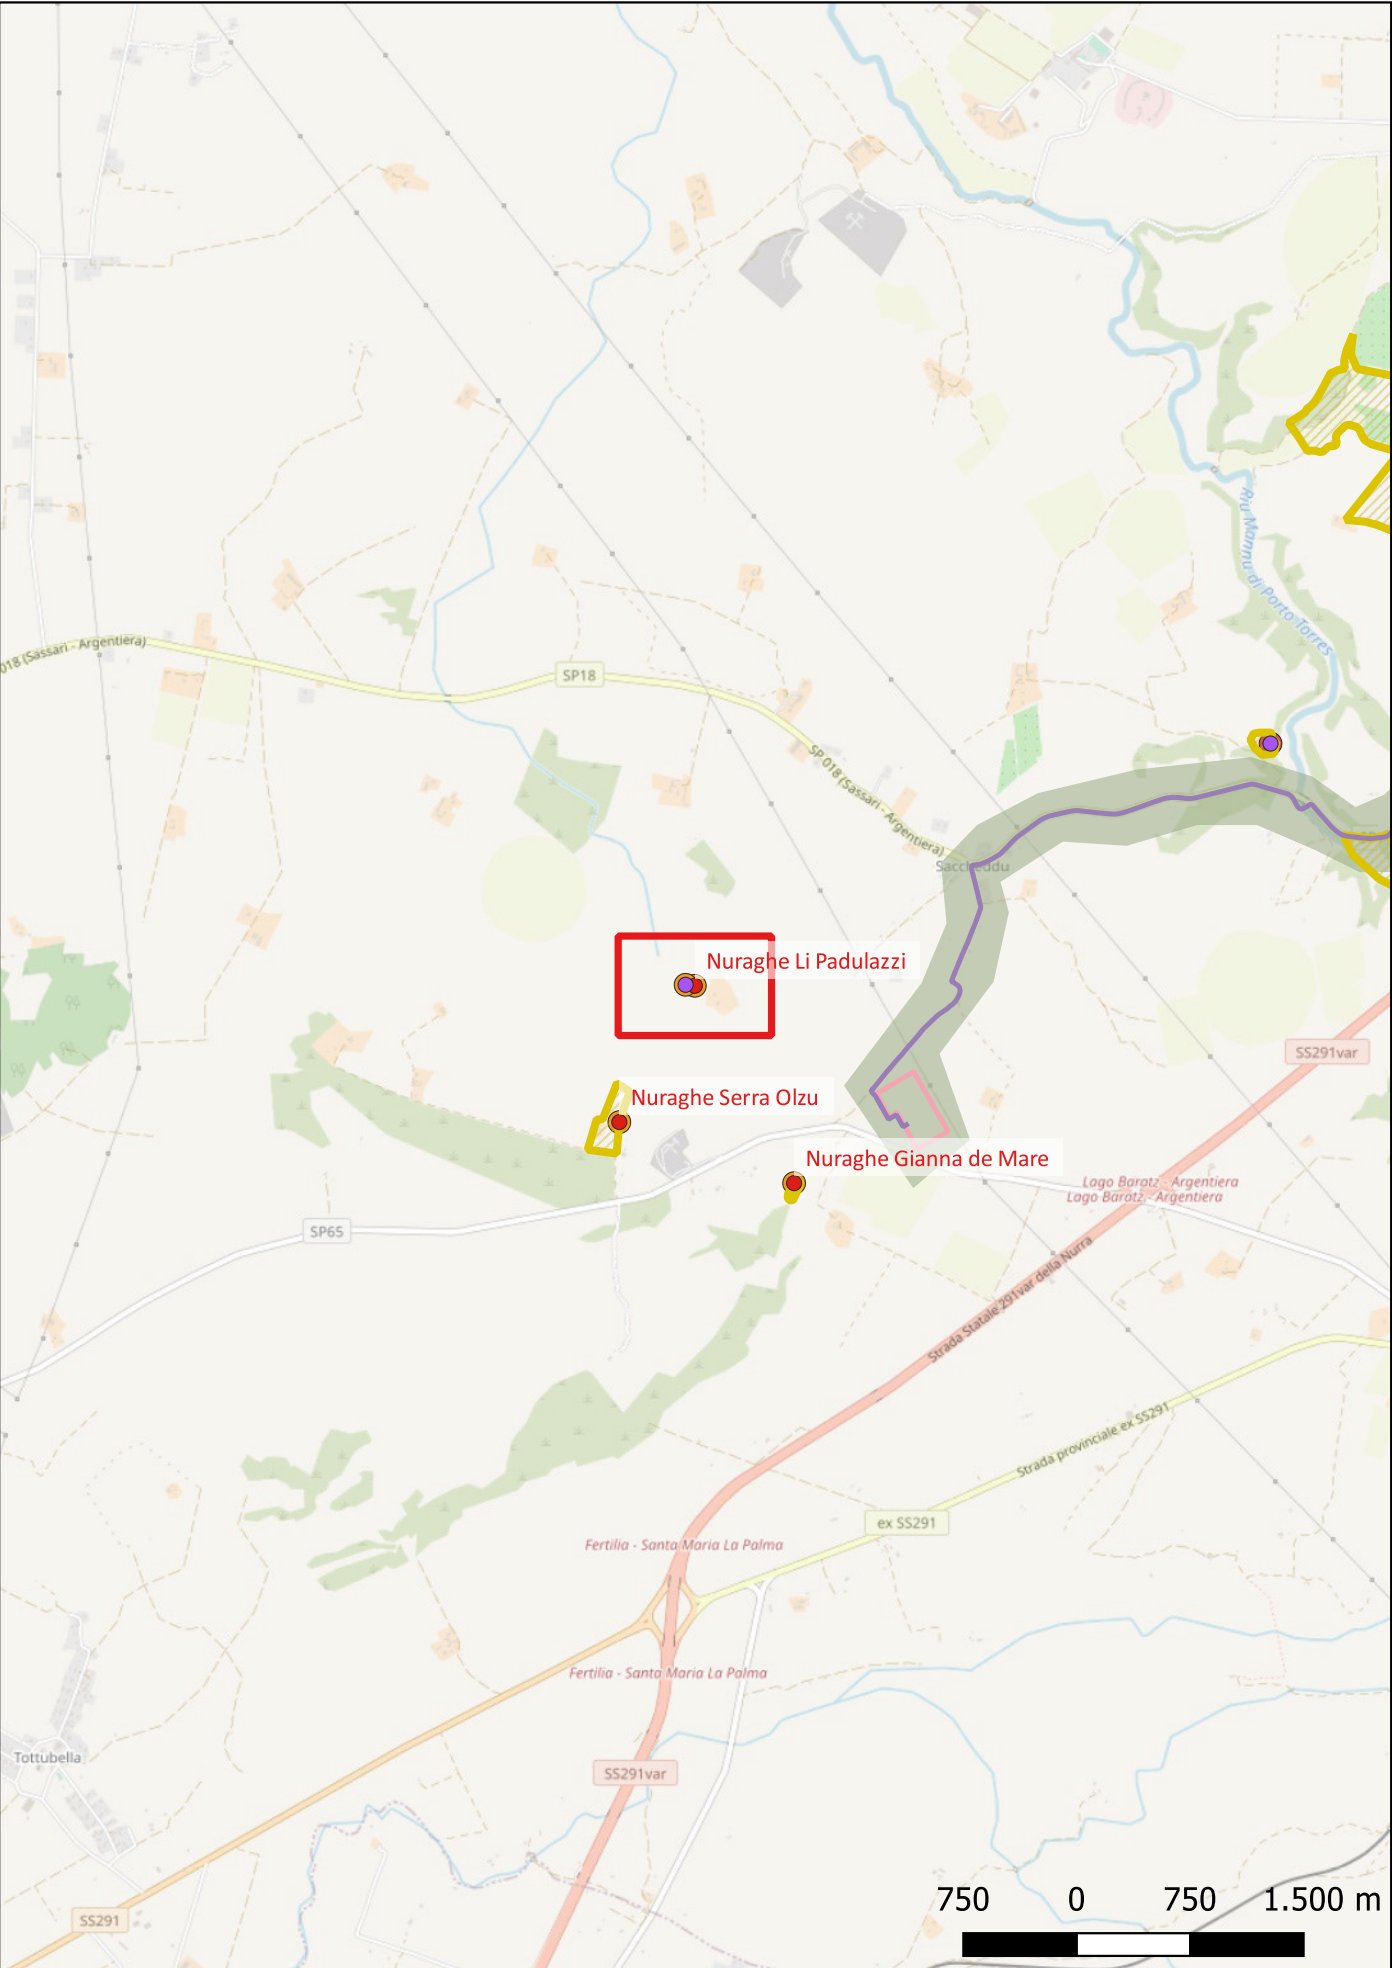 Riu Mannu di Porto Torres
018 (Sassari - Argentiera)
SP18
SP 018 (Sassari - Argentiera)
Saccheddu
Nuraghe Li Padulazzi
SS291var
Nuraghe Serra Olzu
Nuraghe Gianna de Mare
Lago Baratz - Argentiera
Lago Baratz - Argentiera
SP65
Strada Statale 291var della Nurra
Strada provinciale ex SS291
ex SS291
Fertilia - Santa Maria La Palma
Fertilia - Santa Maria La Palma
Tottubella
SS291var
750 0 750 1.500 m
SS291